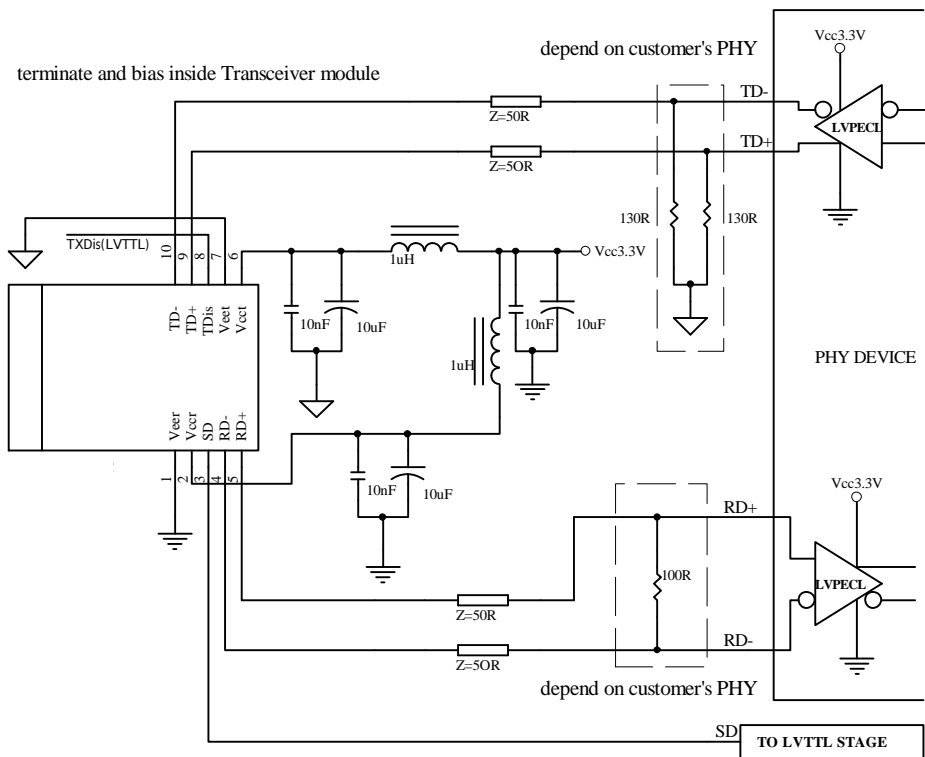 Vcc3.3V
depend on customer's PHY
terminate and bias inside Transceiver module
TD-
Z=50R
LVPECL
TD+
Z=5OR
130R
130R
TXDis(LVTTL)
10
9
8
7
6
1uH
Vcc3.3V
TD-
TD+
TDis
Veet
Vcct
10nF
10uF
10nF
10uF
1uH
PHY DEVICE
Veer
Vccr
SD
RD-
RD+
1
2
3
4
5
10nF
10uF
Vcc3.3V
RD+
100R
LVPECL
Z=50R
RD-
Z=5OR
depend on customer's PHY
SD
TO LVTTL STAGE